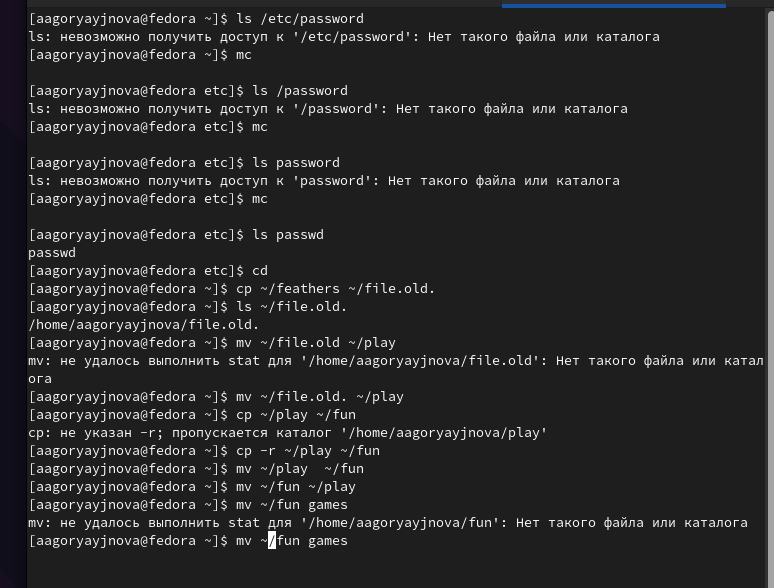 [aagoryayjnova@fedora ~]$ ls /etc/password
ls: невозможно получить доступ к '/etc/password': Нет такого файла или каталога
[aagoryayjnova@fedora ~]$ mc
[aagoryayjnova@fedora etc]$ ls /password
ls: невозможно получить доступ к '/password': Нет такого файла или каталога
[aagoryayjnova@fedora etc]$ mc
[aagoryayjnova@fedora etc]$ ls password
ls: невозможно получить доступ к 'password': Нет такого файла или каталога
[aagoryayjnova@fedora etc]$ mc
[aagoryayjnova@fedora etc]$ ls passwd
passwd
[aagoryayjnova@fedora etc]$ cd
[aagoryayjnova@fedora ~]$ cp ~/feathers ~/file.old.
[aagoryayjnova@fedora ~]$ ls ~/file.old.
/home/aagoryayjnova/file.old.
[aagoryayjnova@fedora ~]$ mv ~/file.old ~/play
mv: не удалось выполнить stat для '/home/aagoryayjnova/file.old': Нет такого файла или катал
ога
[aagoryayjnova@fedora ~]$ mv ~/file.old. ~/play
[aagoryayjnova@fedora ~]$ cp ~/play ~/fun
cp: не указан -r; пропускается каталог '/home/aagoryayjnova/play'
[aagoryayjnova@fedora ~]$ cp -r ~/play ~/fun
[aagoryayjnova@fedora ~]$ mv ~/play  ~/fun
[aagoryayjnova@fedora ~]$ mv ~/fun ~/play
[aagoryayjnova@fedora ~]$ mv ~/fun games
mv: не удалось выполнить stat для '/home/aagoryayjnova/fun': Нет такого файла или каталога
[aagoryayjnova@fedora ~]$ mv ~/fun games